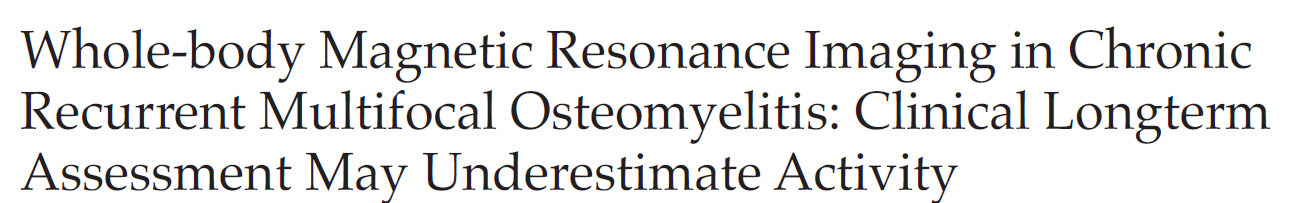 Whole-body Magnetic Resonance Imaging in Chronic
Recurrent Multifocal Osteomyelitis: Clinical Longterm
Assessment May Underestimate Activity